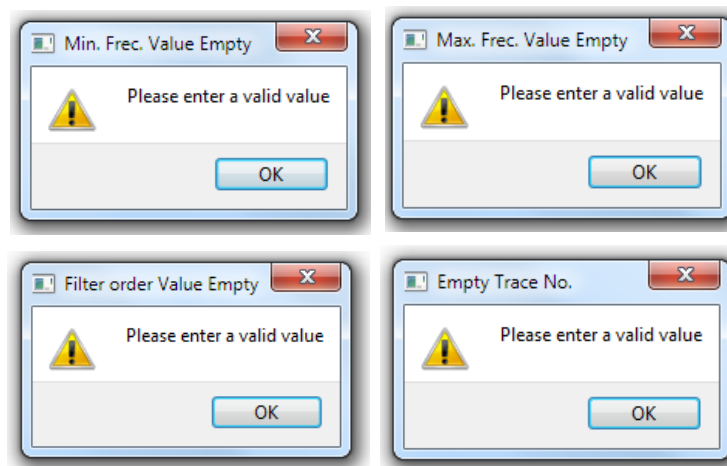 Min. Frec. Value Empty
Please enter a valid value
OK
Max. Frec. Value Empty
Please enter a valid value
OK
Filter order Value Empty
Please enter a valid value
OK
Empty Trace No.
Please enter a valid value
OK